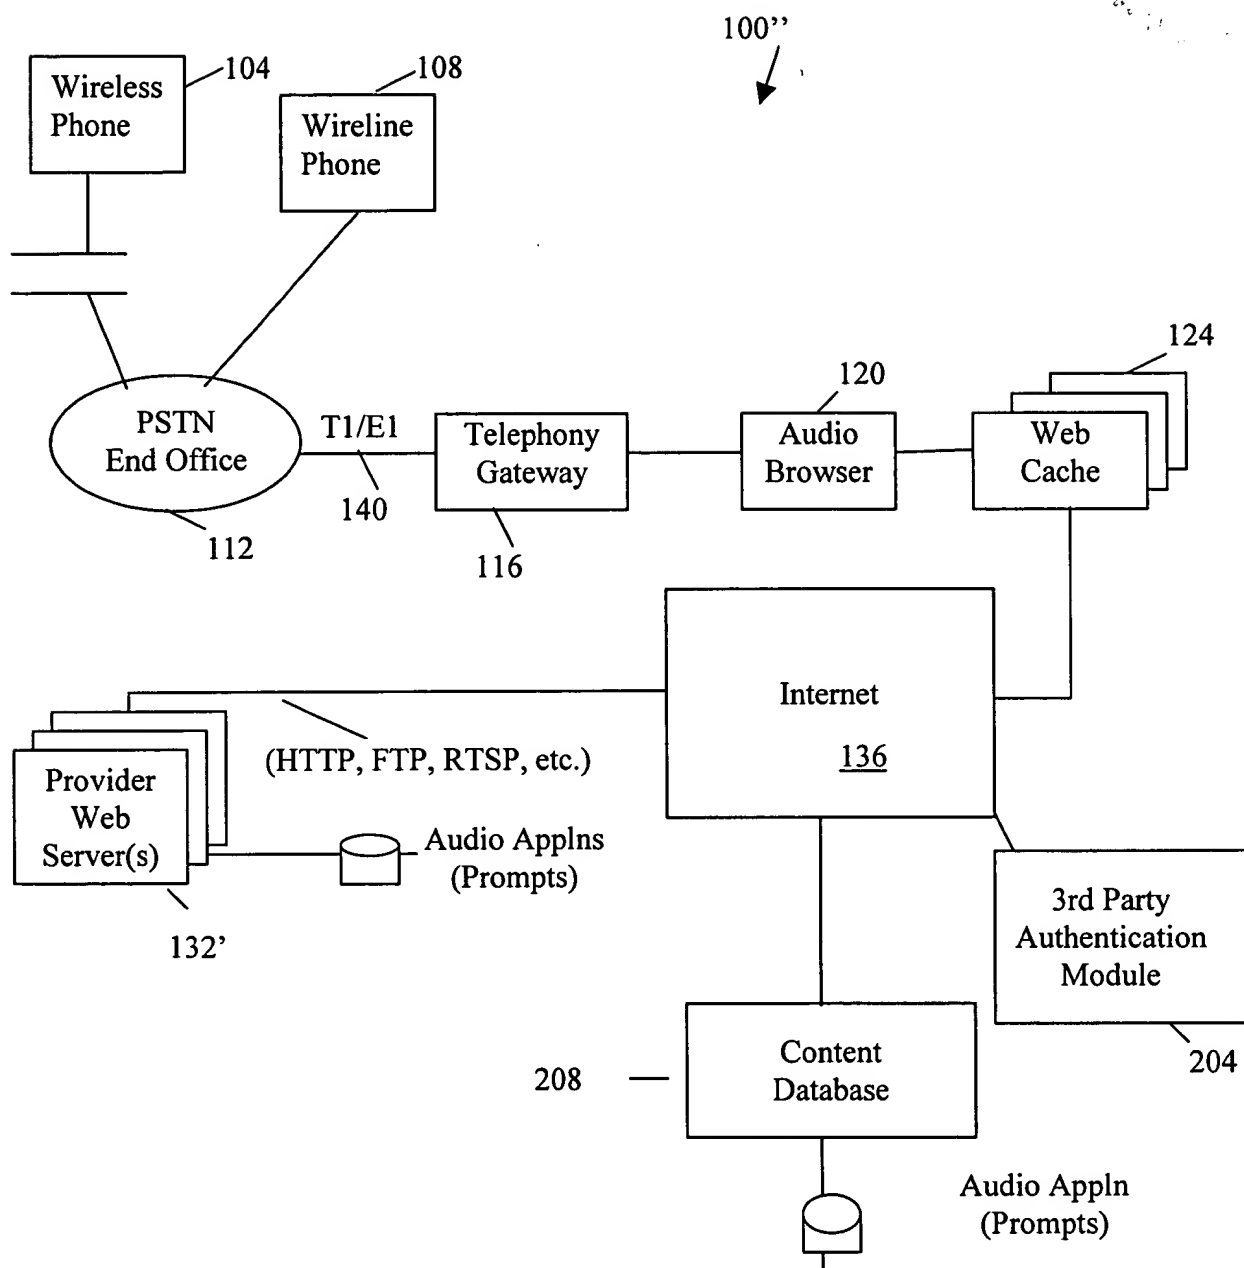 100’’
104
Wireless
Phone
108
Wireline
Phone
124
120
PSTN
End Office
T1/E1
Telephony
Gateway
Audio
Browser
Web
Cache
140
112
116
Internet
136
(HTTP, FTP, RTSP, etc.)
Provider
Web
Server(s)
Audio Applns
(Prompts)
132’
3rd Party
Authentication
Module
204
Content
Database
208
Audio Appln
(Prompts)